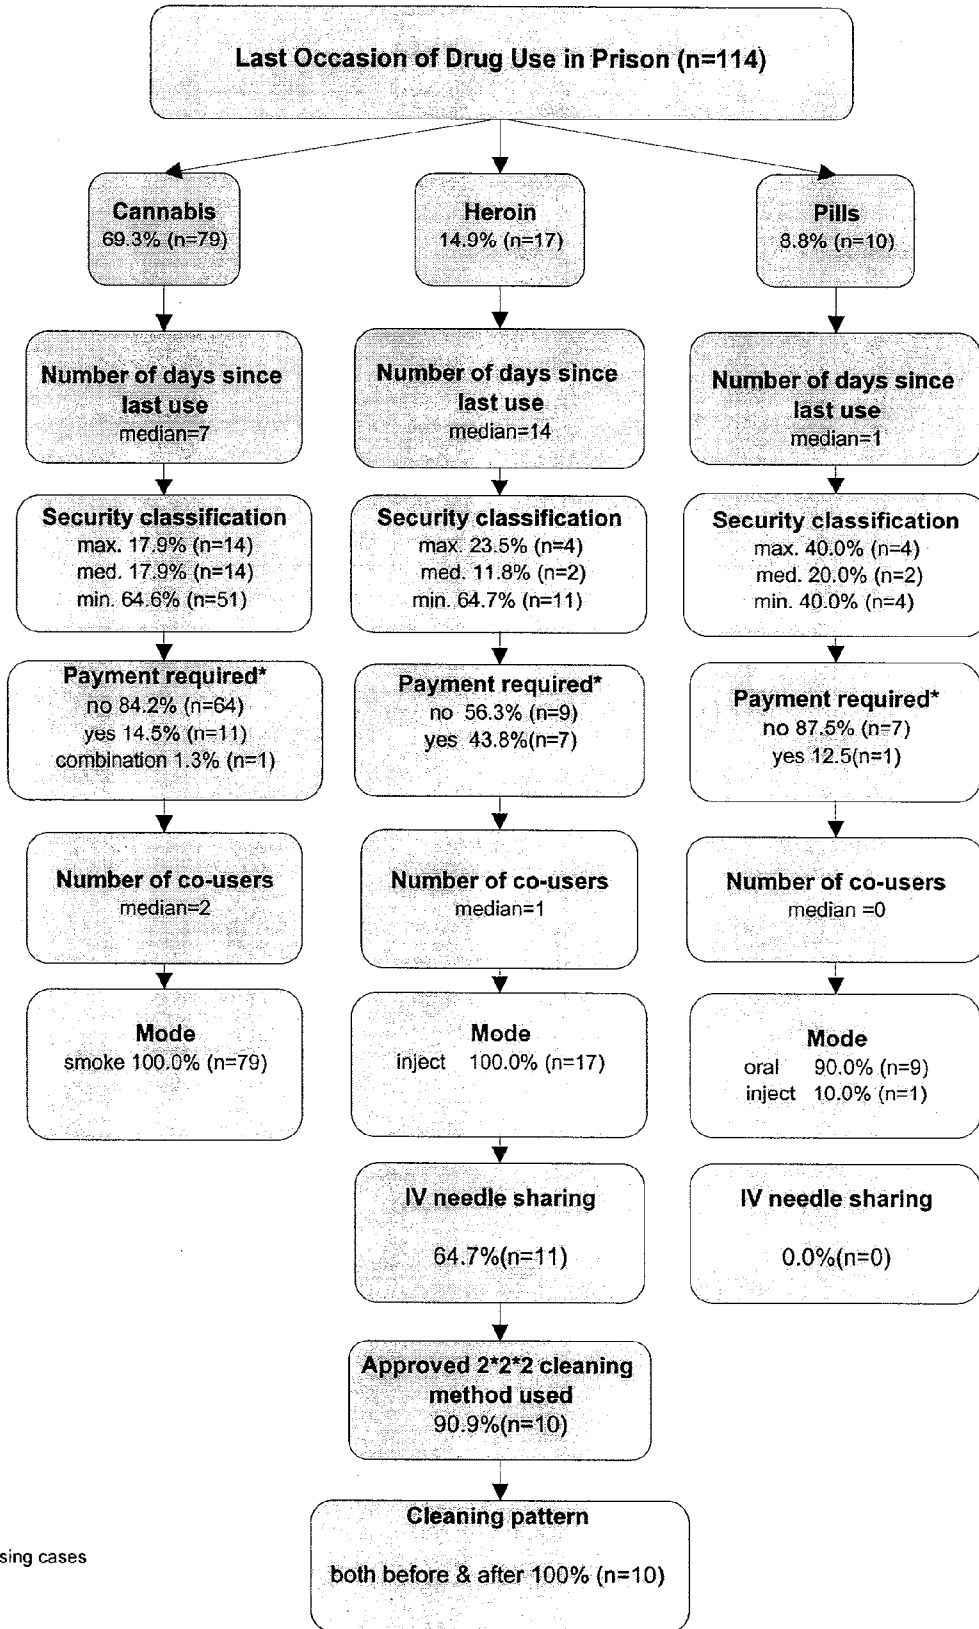 Last Occasion of Drug Use in Prison (n=114)
Cannabis
69.3% (n=79)
Heroin
14.9% (n=17)
Pills
8.8% (n=10)
Number of days since
last use
median=7
Number of days since
last use
median=14
Number of days since
last use
median=1
Security classification
max. 17.9% (n=14)
med. 17.9% (n=14)
min. 64.6% (n=51)
Security classification
max. 23.5% (n=4)
med. 11.8% (n=2)
min. 64.7% (n=11)
Security classification
max. 40.0% (n=4)
med. 20.0% (n=2)
min. 40.0% (n=4)
Payment required*
no 84.2% (n=64)
yes 14.5% (n=11)
combination 1.3% (n=1)
Payment required*
no 56.3% (n=9)
yes 43.8%(n=7)
Payment required*
no 87.5% (n=7)
yes 12.5(n=1)
Number of co-users
median=2
Number of co-users
median=1
Number of co-users
median =0
Mode
smoke 100.0% (n=79)
Mode
inject 100.0% (n=17)
Mode
oral 90.0% (n=9)
inject 10.0% (n=1)
IV needle sharing
64.7%(n=11)
IV needle sharing
0.0%(n=0)
Approved 2*2*2 cleaning
method used
90.9%(n=10)
Cleaning pattern
both before & after 100% (n=10)
sing cases